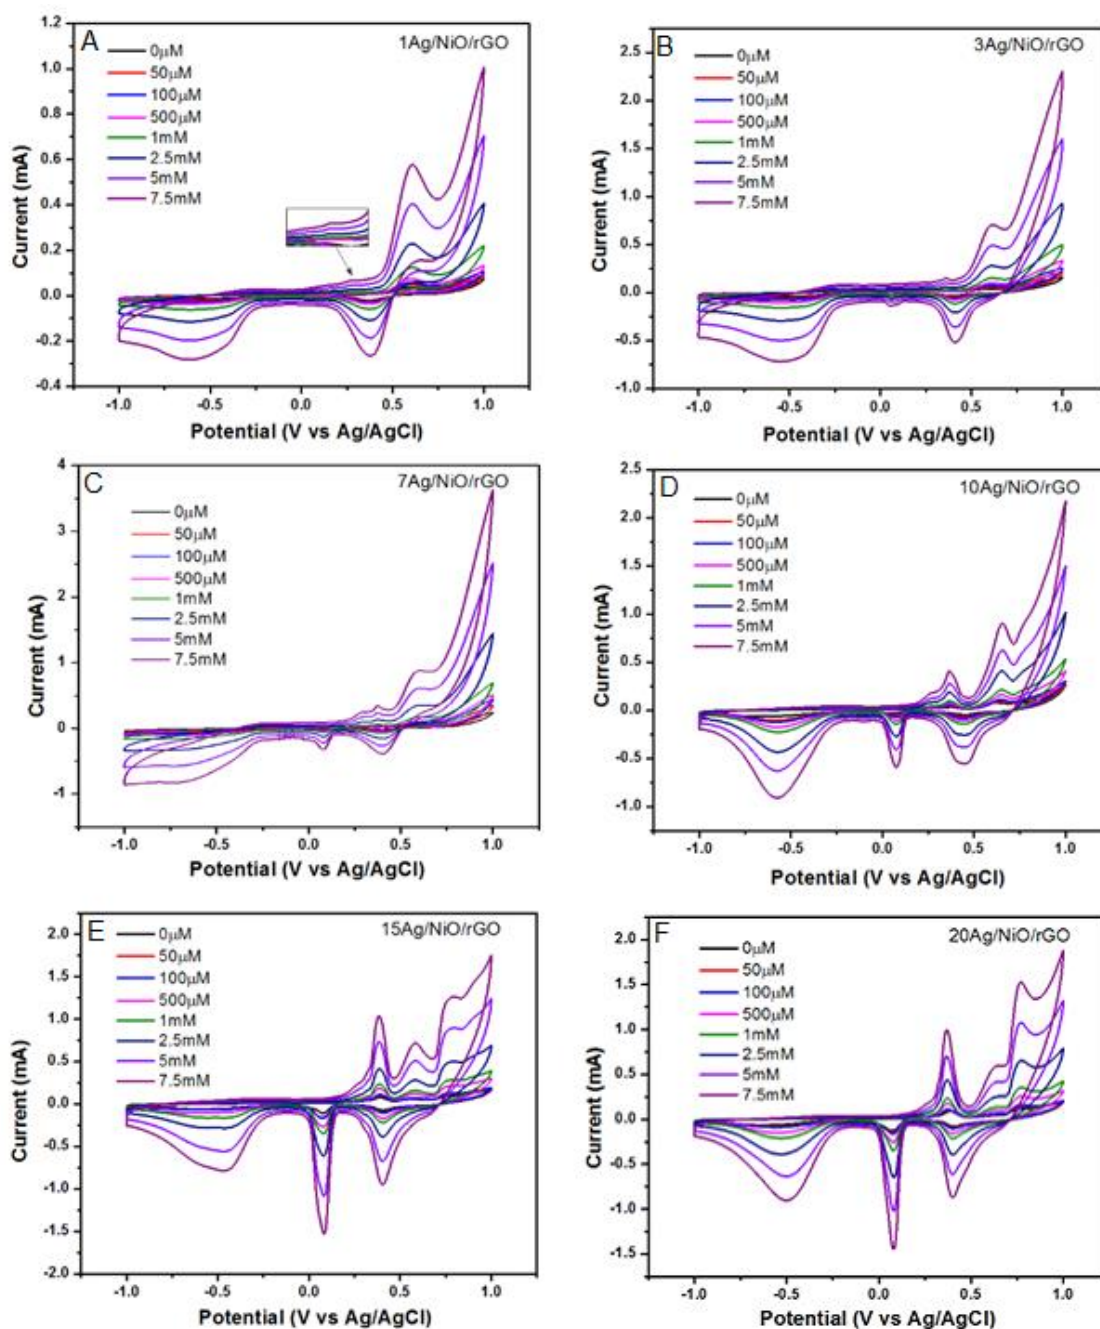 A
1Ag/NiO/rGO
0μM
50μM
100μM
500μM
1mM
2.5mM
5mM
7.5mM
1.2
1.0
0.8
0.6
0.4
0.2
0.0
-0.2
-0.4
Current (mA)
-1.0 -0.5 0.0 0.5 1.0
Potential (V vs Ag/AgCl)
B
3Ag/NiO/rGO
0μM
50μM
100μM
500μM
1mM
2.5mM
5mM
7.5mM
2.5
2.0
1.5
1.0
0.5
0.0
-0.5
-1.0
Current (mA)
-1.0 -0.5 0.0 0.5 1.0
Potential (V vs Ag/AgCl)
C
7Ag/NiO/rGO
0μM
50μM
100μM
500μM
1mM
2.5mM
5mM
7.5mM
4
3
2
1
0
-1
Current (mA)
-1.0 -0.5 0.0 0.5 1.0
Potential (V vs Ag/AgCl)
D
10Ag/NiO/rGO
0μM
50μM
100μM
500μM
1mM
2.5mM
5mM
7.5mM
2.5
2.0
1.5
1.0
0.5
0.0
-0.5
-1.0
Current (mA)
-1.0 -0.5 0.0 0.5 1.0
Potential (V vs Ag/AgCl)
E
15Ag/NiO/rGO
0μM
50μM
100μM
500μM
1mM
2.5mM
5mM
7.5mM
2.0
1.5
1.0
0.5
0.0
-0.5
-1.0
-1.5
-2.0
Current (mA)
-1.0 -0.5 0.0 0.5 1.0
Potential (V vs Ag/AgCl)
F
20Ag/NiO/rGO
0μM
50μM
100μM
500μM
1mM
2.5mM
5mM
7.5mM
2.0
1.5
1.0
0.5
0.0
-0.5
-1.0
-1.5
Current (mA)
-1.0 -0.5 0.0 0.5 1.0
Potential (V vs Ag/AgCl)